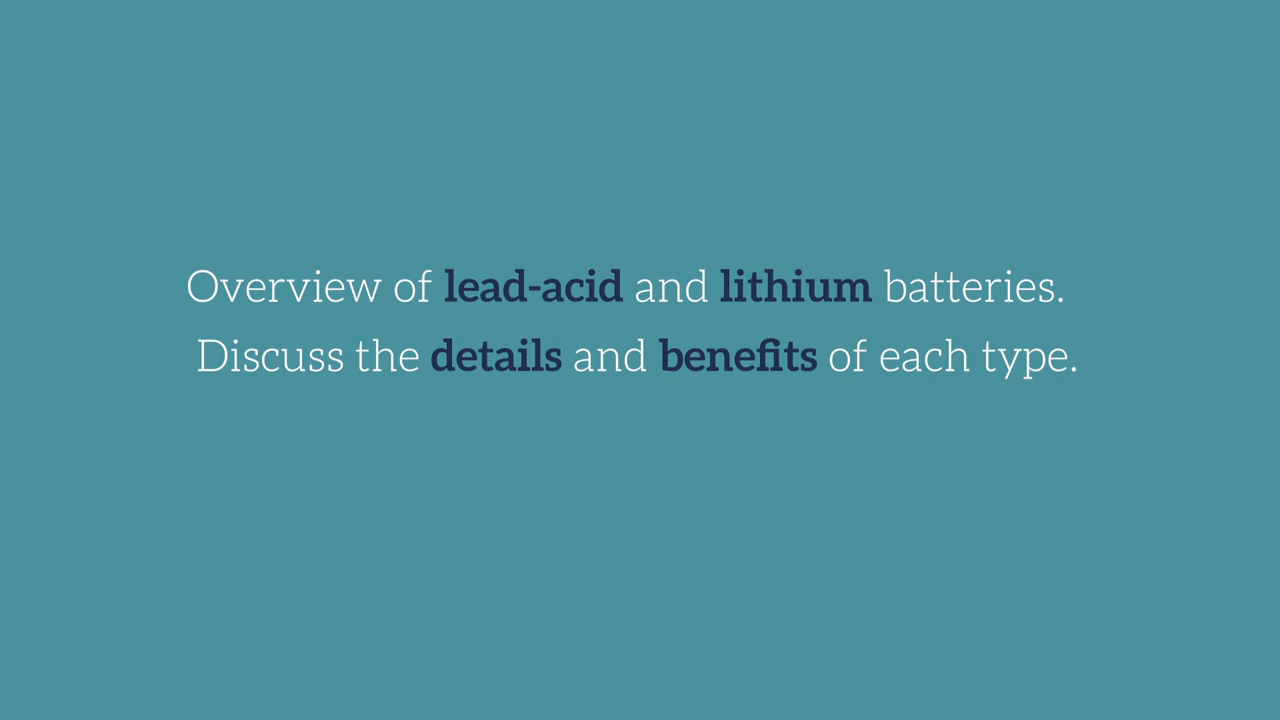 Overview of lead-acid and lithium batteries.
Discuss the details and benefits of each type.